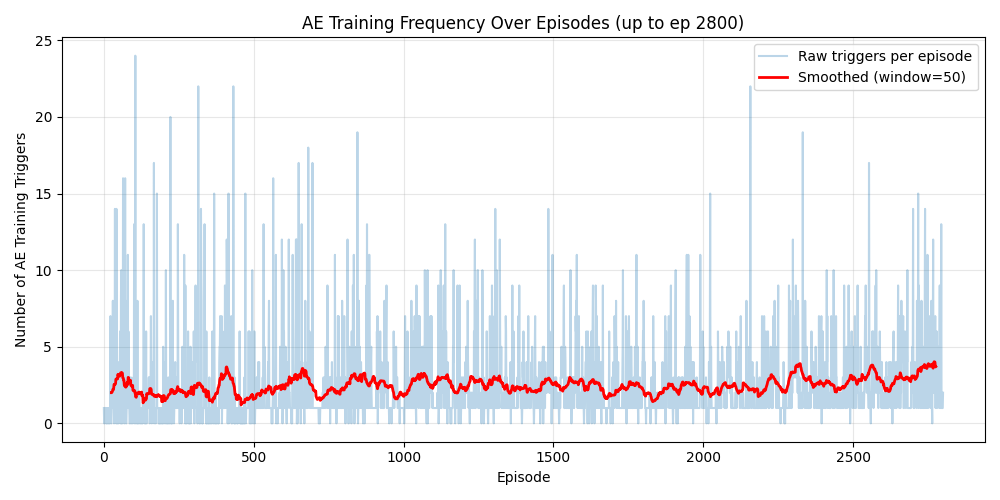 AE Training Frequency Over Episodes (up to ep 2800)
Raw triggers per episode
Smoothed (window=50)
Number of AE Training Triggers
25
20
15
10
5
0
0 500 1000 1500 2000 2500
Episode